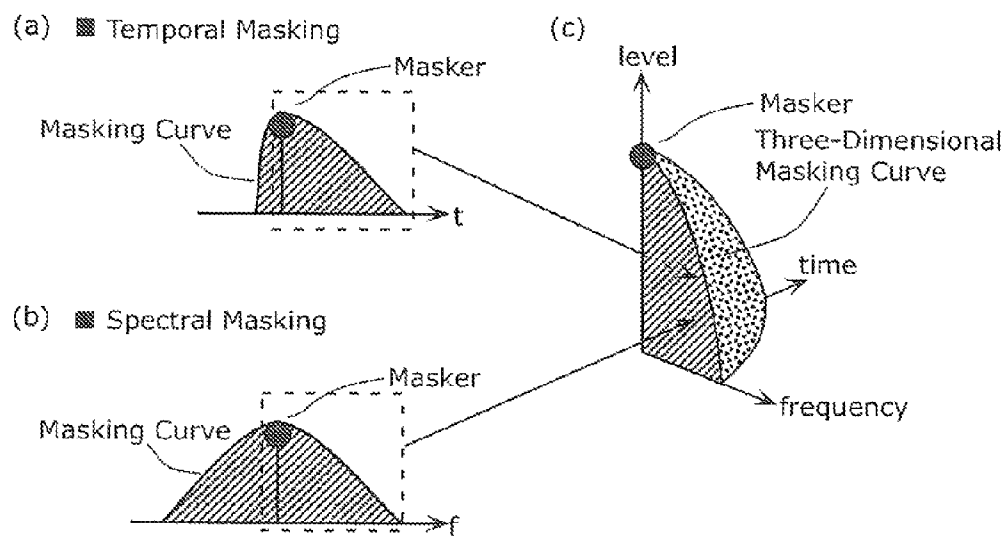 (a) ■ Temporal Masking
Masker
Masking Curve
t
(b) ■ Spectral Masking
Masker
Masking Curve
f
(c)
level
Masker
Three-Dimensional
Masking Curve
time
frequency